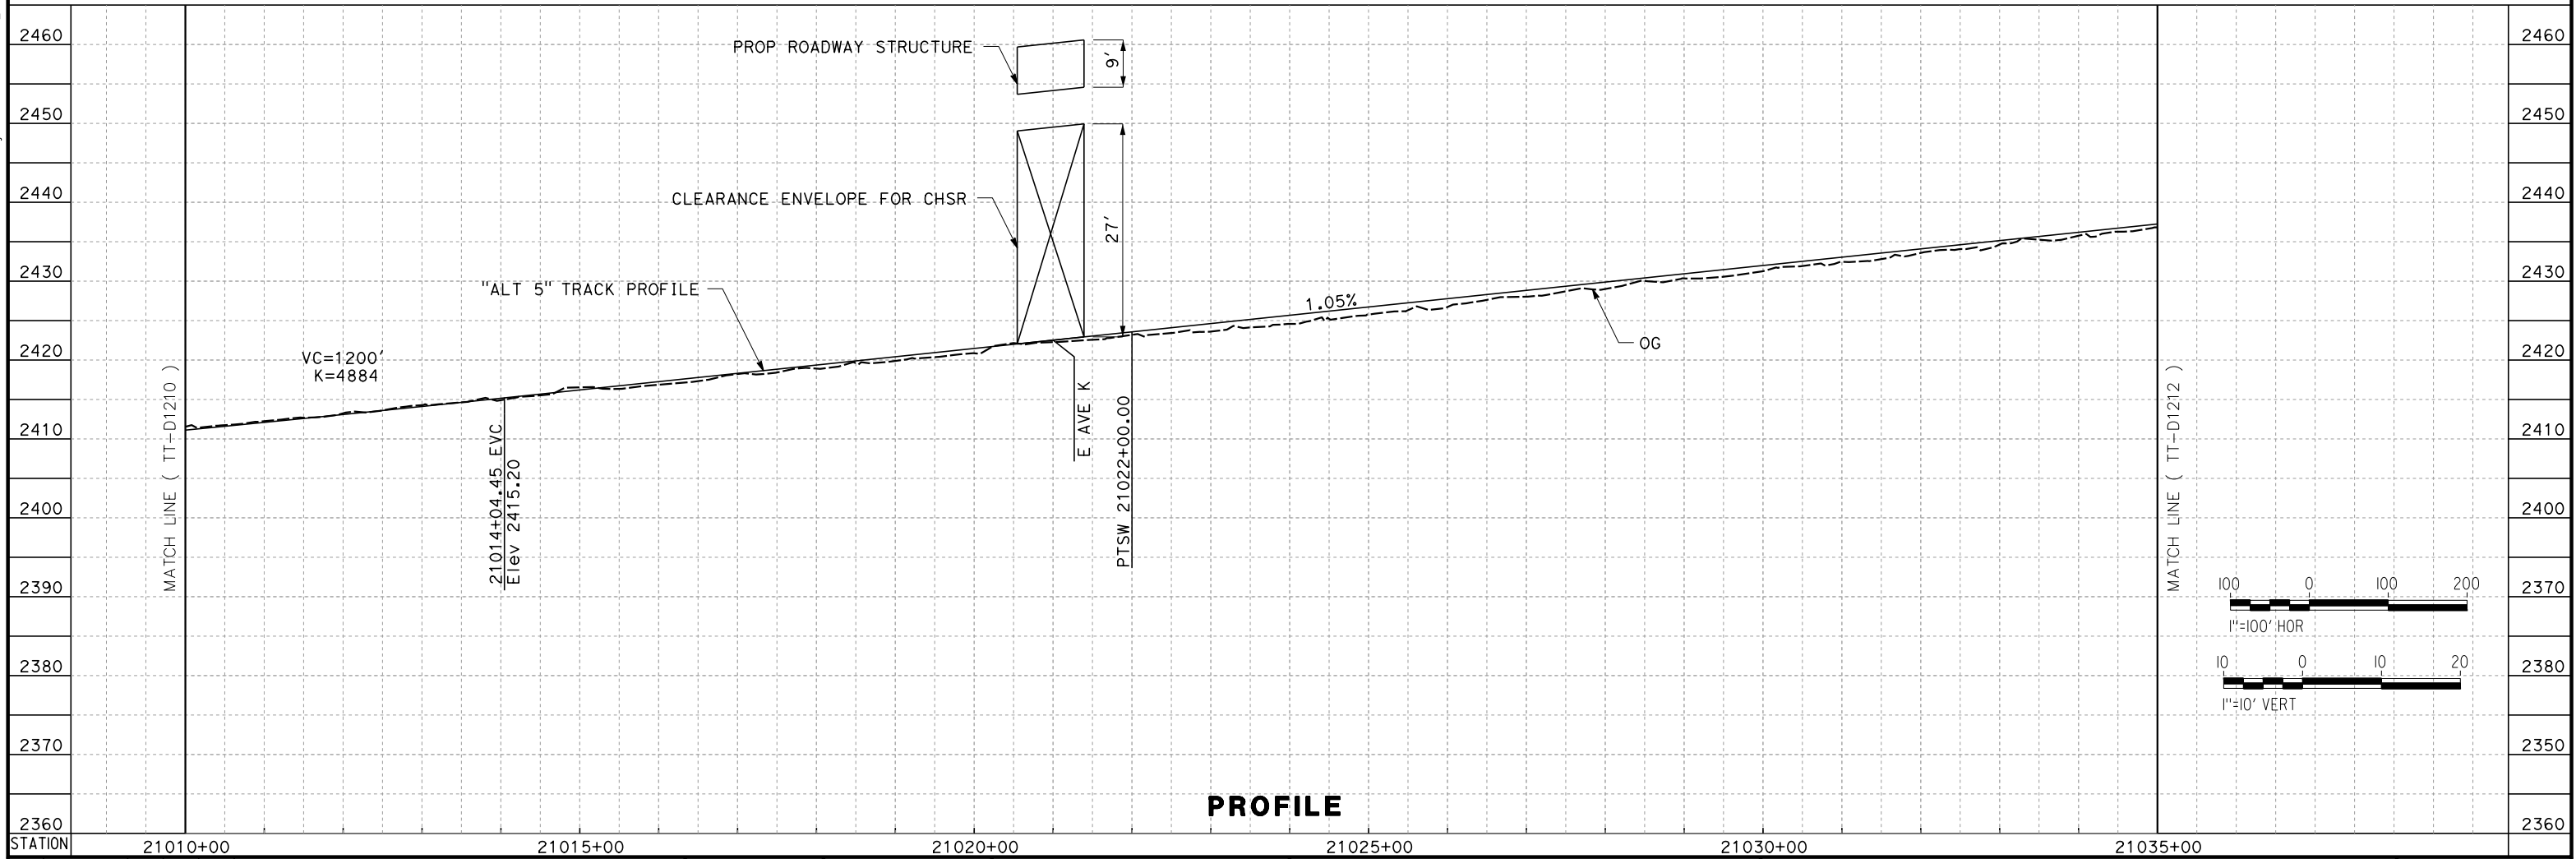 2460
2450
2440
2430
2420
2410
2400
2390
2380
2370
2360
STATION
21010+00
21015+00
21020+00
21025+00
21030+00
21035+00
PROP ROADWAY STRUCTURE
9'
CLEARANCE ENVELOPE FOR CHSR
27'
"ALT 5" TRACK PROFILE
VC=1200'
K=4884
1.05%
OG
MATCH LINE ( TT-D1210 )
21014+04.45 EVC
Elev 2415.20
E AVE K
PTSW 21022+00.00
MATCH LINE ( TT-D1212 )
PROFILE
100 0 100 200
1"=100' HOR
10 0 10 20
1"=10' VERT
2460
2450
2440
2430
2420
2410
2400
2370
2380
2350
2360